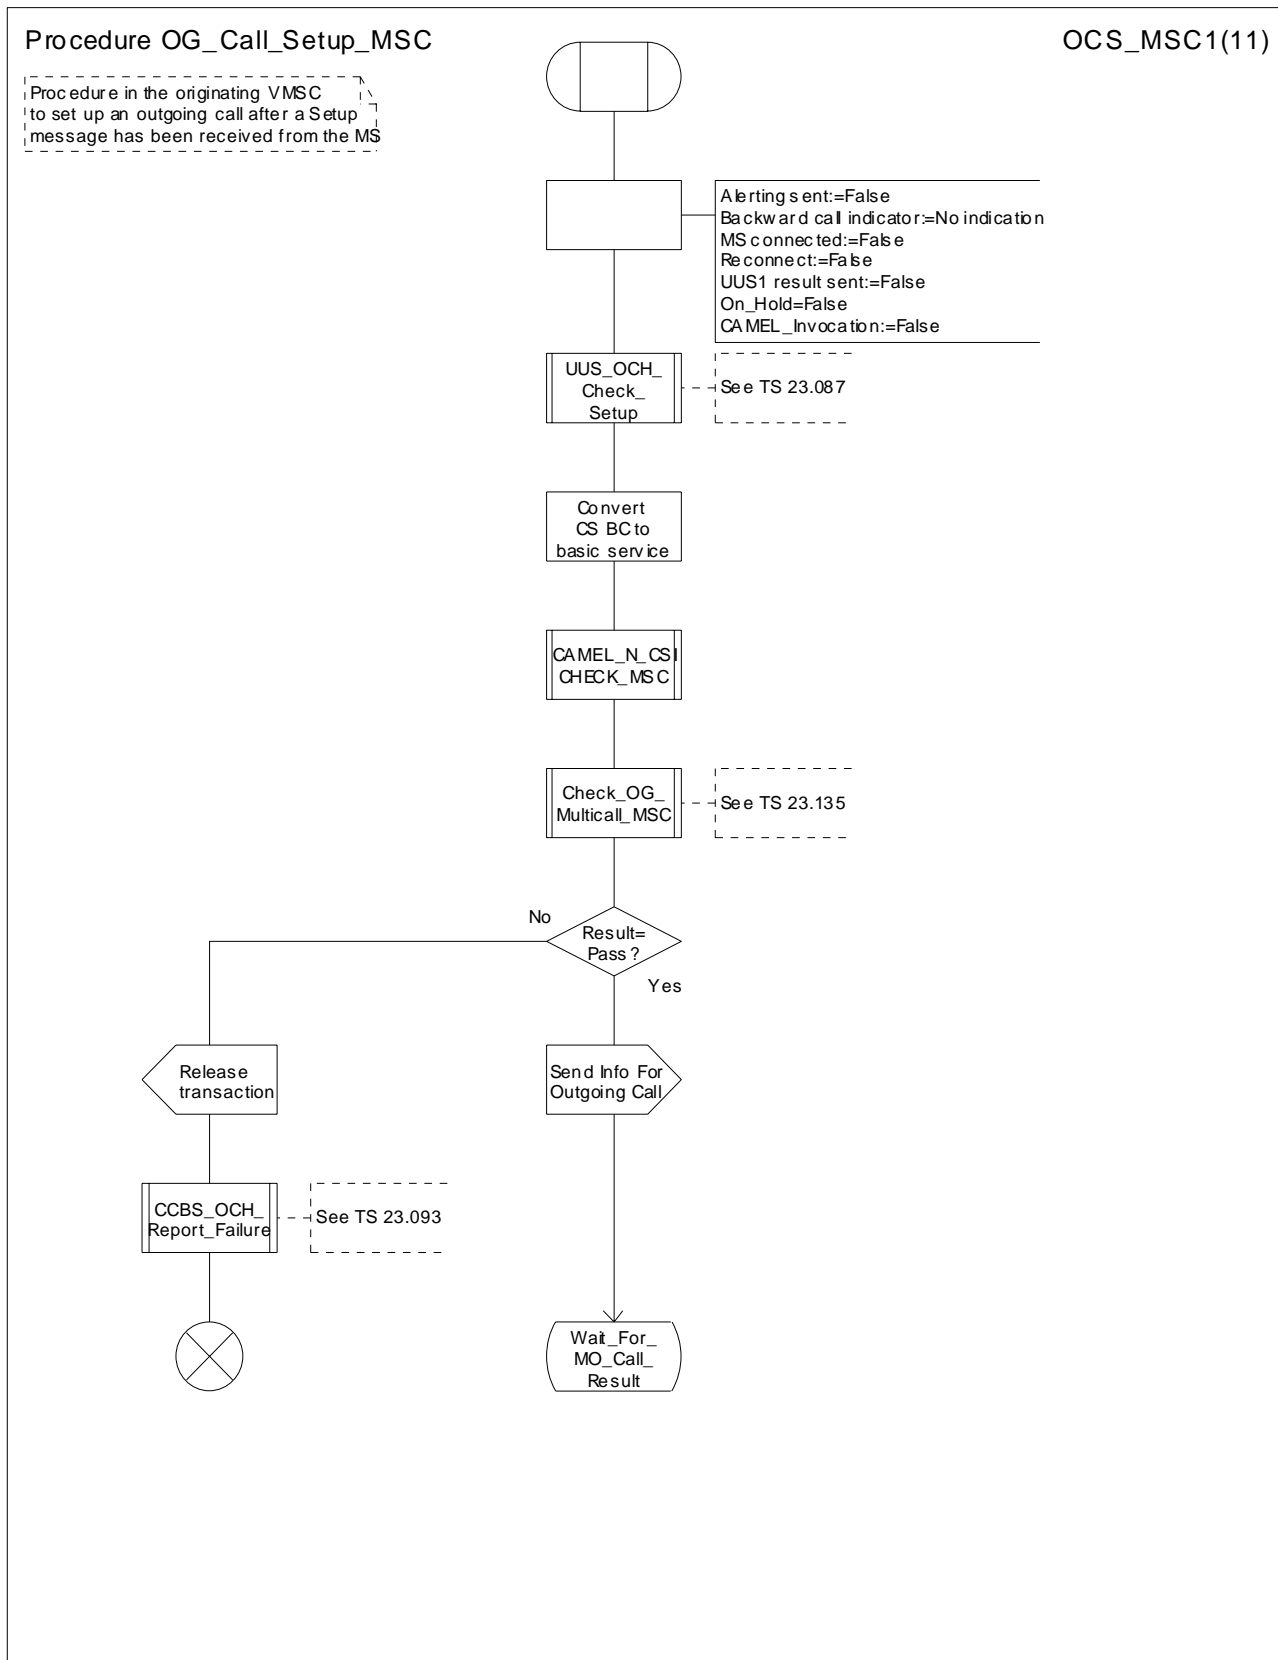 Procedure OG_Call_Setup_MSC
OCS_MSC1(11)
Procedure in the originating VMSC
to set up an outgoing call after a Setup
message has been received from the MS
Alerting sent:=False
Backward call indicator:=No indication
MS connected:=False
Reconnect:=False
UUS1 result sent:=False
On_Hold=False
CAMEL_Invocation:=False
UUS_OCH_
Check_
Setup
See TS 23.087
Convert
CS BC to
basic service
CAMEL_N_CSI
CHECK_MSC
Check_OG_
Multicall_MSC
See TS 23.135
No
Result=
Pass?
Yes
Release
transaction
Send Info For
Outgoing Call
CCBS_OCH_
Report_Failure
See TS 23.093
Wait_For_
MO_Call_
Result